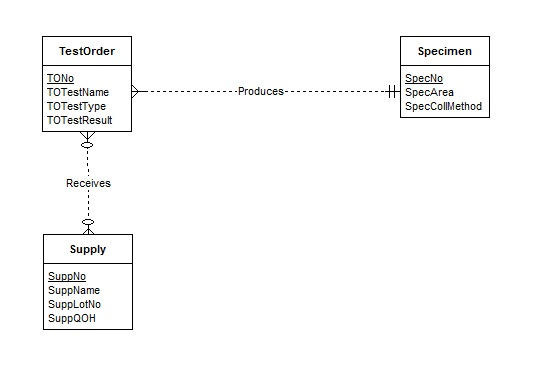 TestOrder
TONo
TOTestName
TOTestType
TOTestResult
Produces
Specimen
SpecNo
SpecArea
SpecCollMethod
Receives
Supply
SuppNo
SuppName
SuppLotNo
SuppQOH